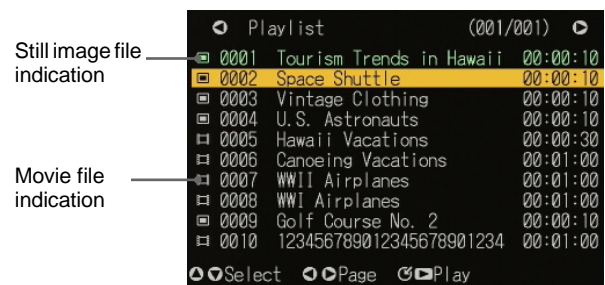 Playlist (001/001)
Still image file
indication
0001 Tourism Trends in Hawaii 00:00:10
0002 Space Shuttle 00:00:10
0003 Vintage Clothing 00:00:10
0004 U.S. Astronauts 00:00:10
0005 Hawaii Vacations 00:00:30
0006 Canoeing Vacations 00:01:00
Movie file
indication
0007 WWII Airplanes 00:01:00
0008 WWI Airplanes 00:01:00
0009 Golf Course No. 2 00:00:10
0010 123456789012345678901234 00:01:00
Select Page Play